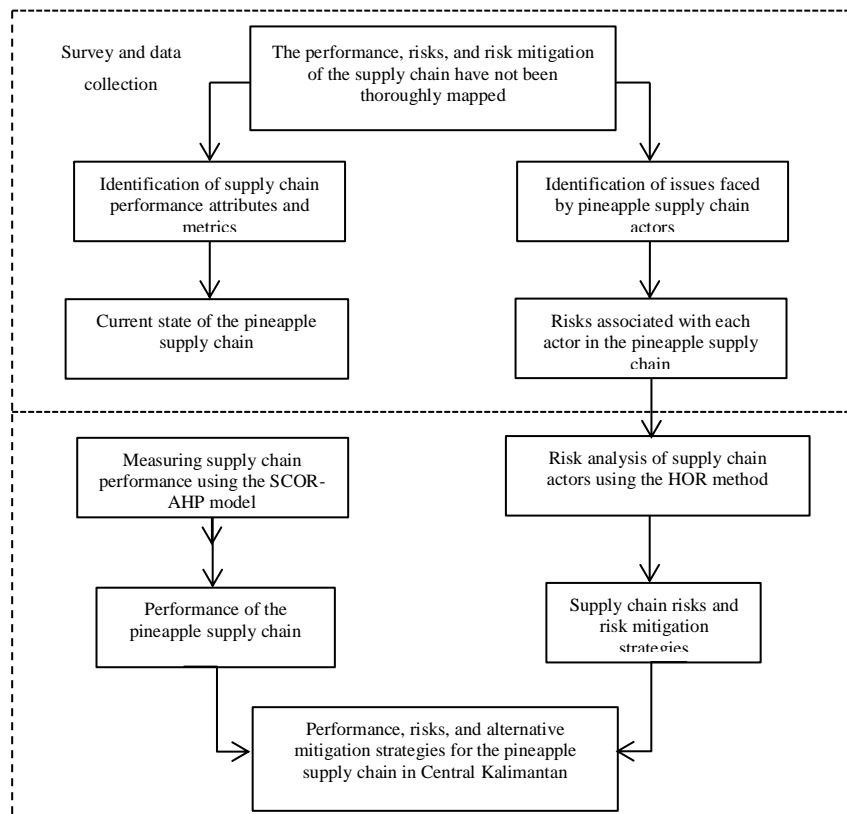 Survey and data
collection
The performance, risks, and risk mitigation
of the supply chain have not been
thoroughly mapped
Identification of supply chain
performance attributes and
metrics
Identification of issues faced
by pineapple supply chain
actors
Current state of the pineapple
supply chain
Risks associated with each
actor in the pineapple supply
chain
Measuring supply chain
performance using the SCOR-
AHP model
Risk analysis of supply chain
actors using the HOR method
Performance of the
pineapple supply chain
Supply chain risks and
risk mitigation
strategies
Performance, risks, and alternative
mitigation strategies for the pineapple
supply chain in Central Kalimantan